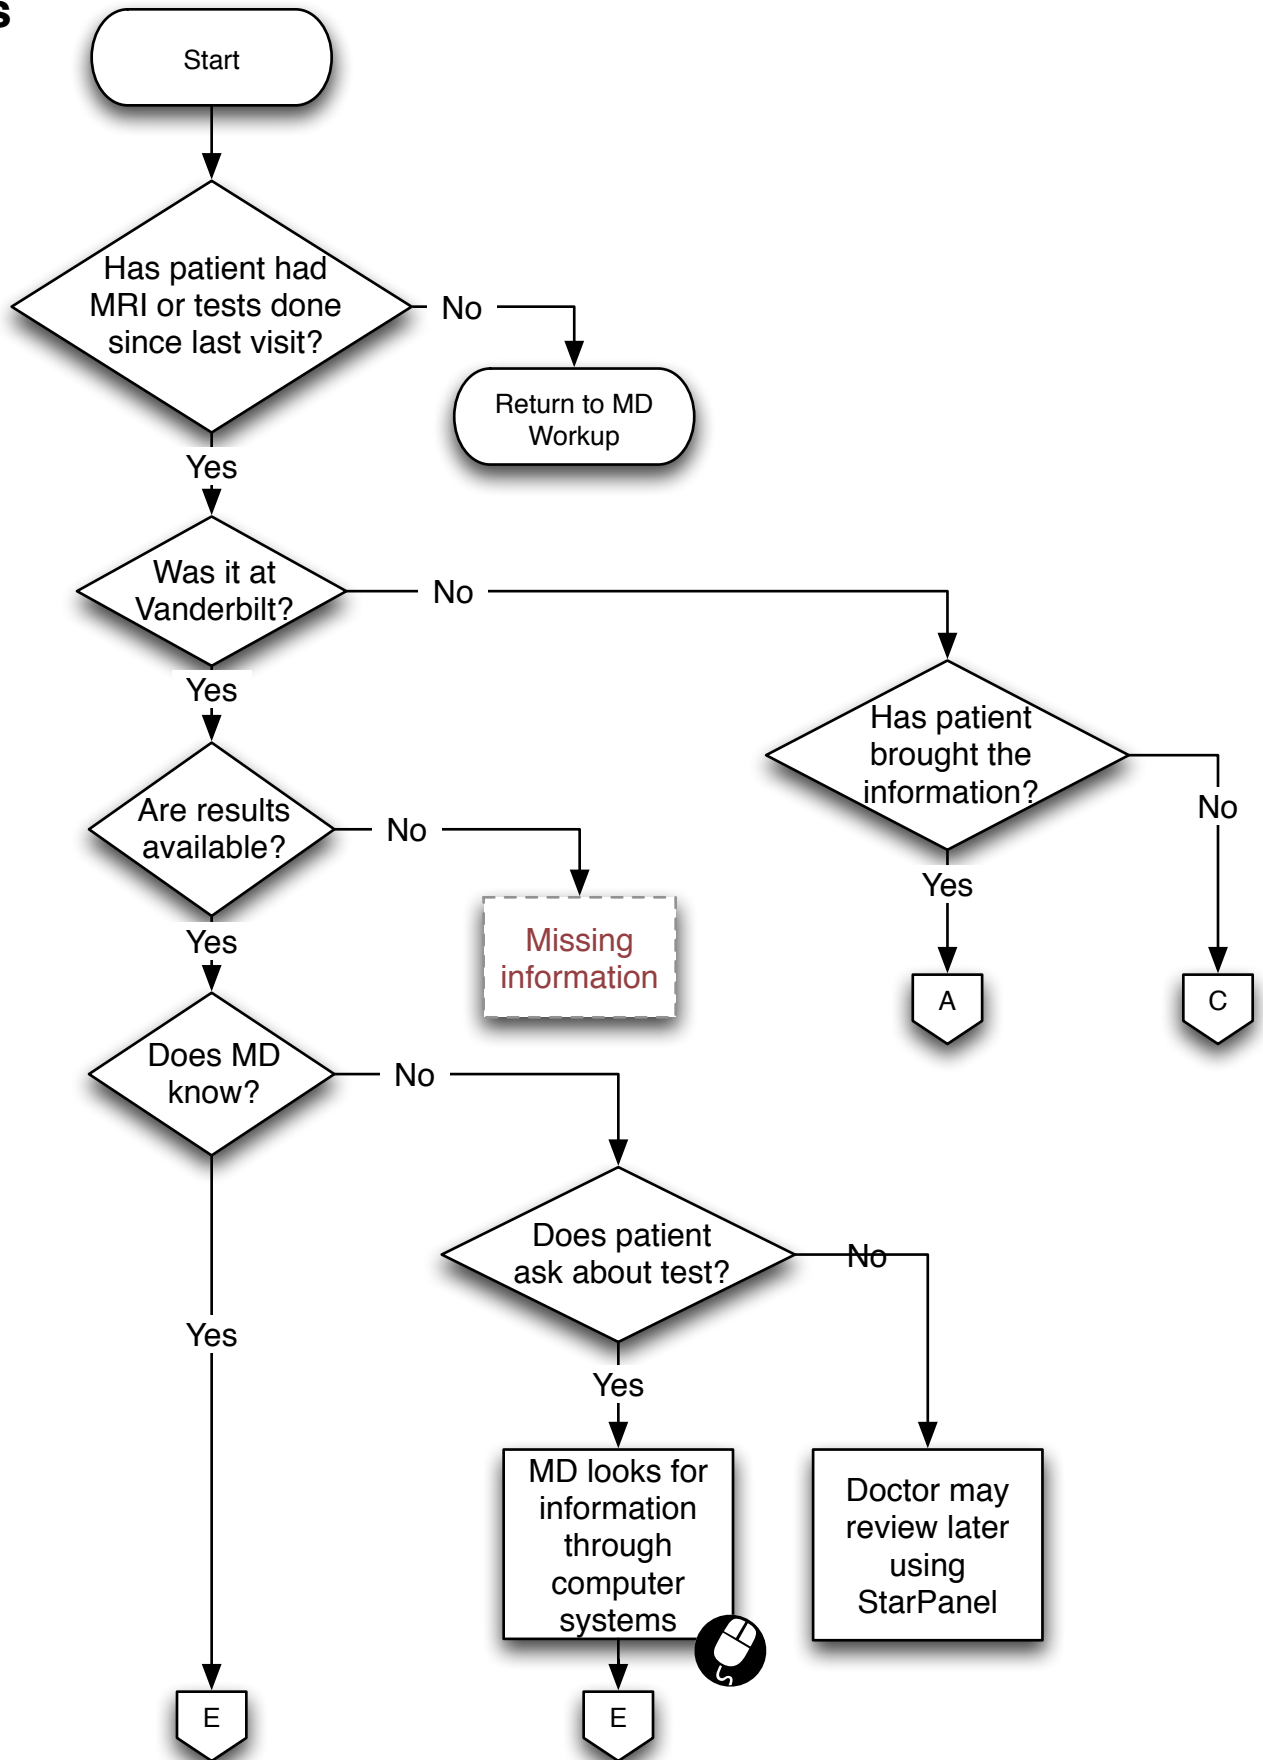 s
Start
Has patient had
MRI or tests done
since last visit?
No
Return to MD
Workup
Yes
Was it at
Vanderbilt?
No
Yes
Has patient
brought the
information?
No
Yes
A
C
Are results
available?
No
Missing
information
Yes
Does MD
know?
No
Does patient
ask about test?
No
Yes
Yes
MD looks for
information
through
computer
systems
Doctor may
review later
using
StarPanel
E
E